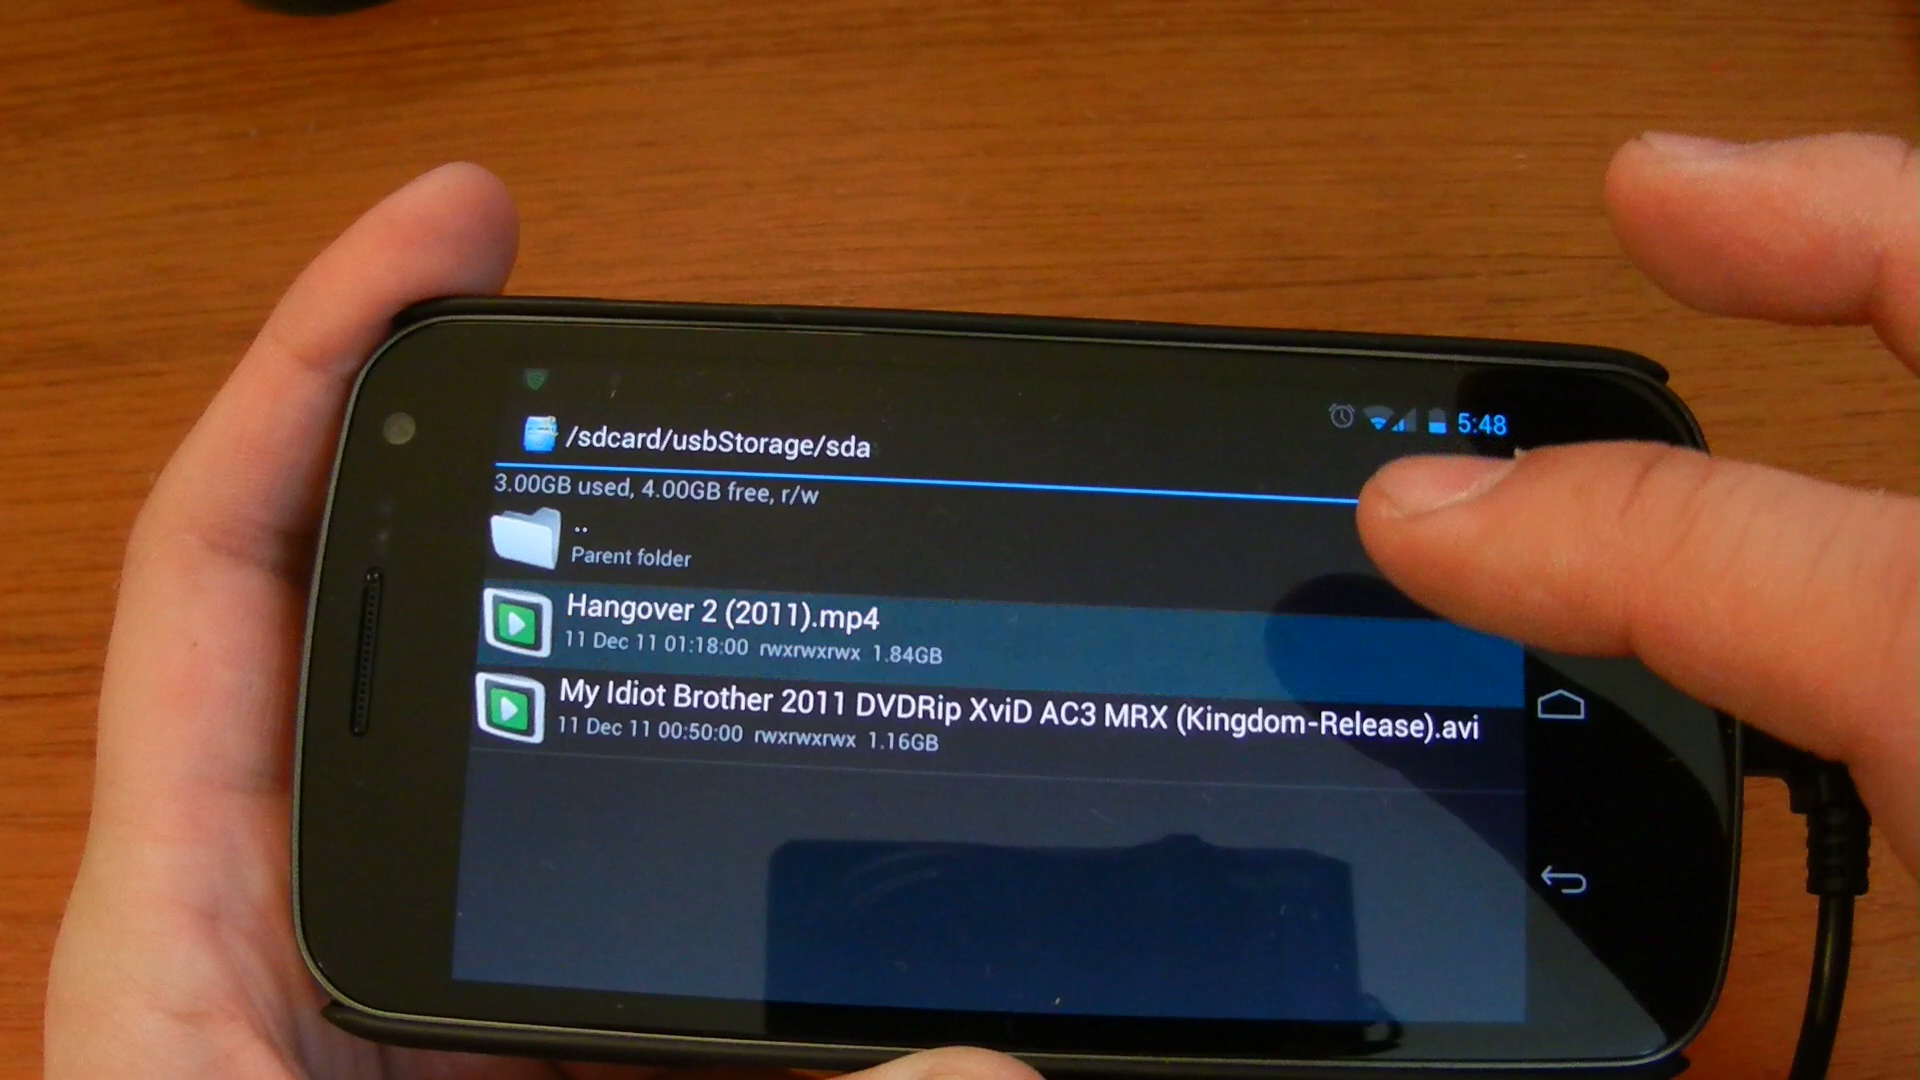 5:48
/sdcard/usbStorage/sda
3.00GB used, 4.00GB free, r/w
..
Parent folder
Hangover 2 (2011).mp4
11 Dec 11 01:18:00 rwxrwxrwx 1.84GB
My Idiot Brother 2011 DVDRip XviD AC3 MRX (Kingdom-Release).avi
11 Dec 11 00:50:00 rwxrwxrwx 1.16GB